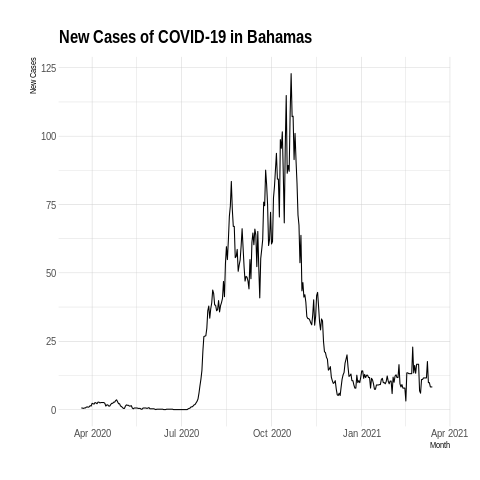 New Cases of COVID-19 in Bahamas
New Cases
125
100
75
50
25
0
Apr 2020
Jul 2020
Oct 2020
Jan 2021
Apr 2021
Month